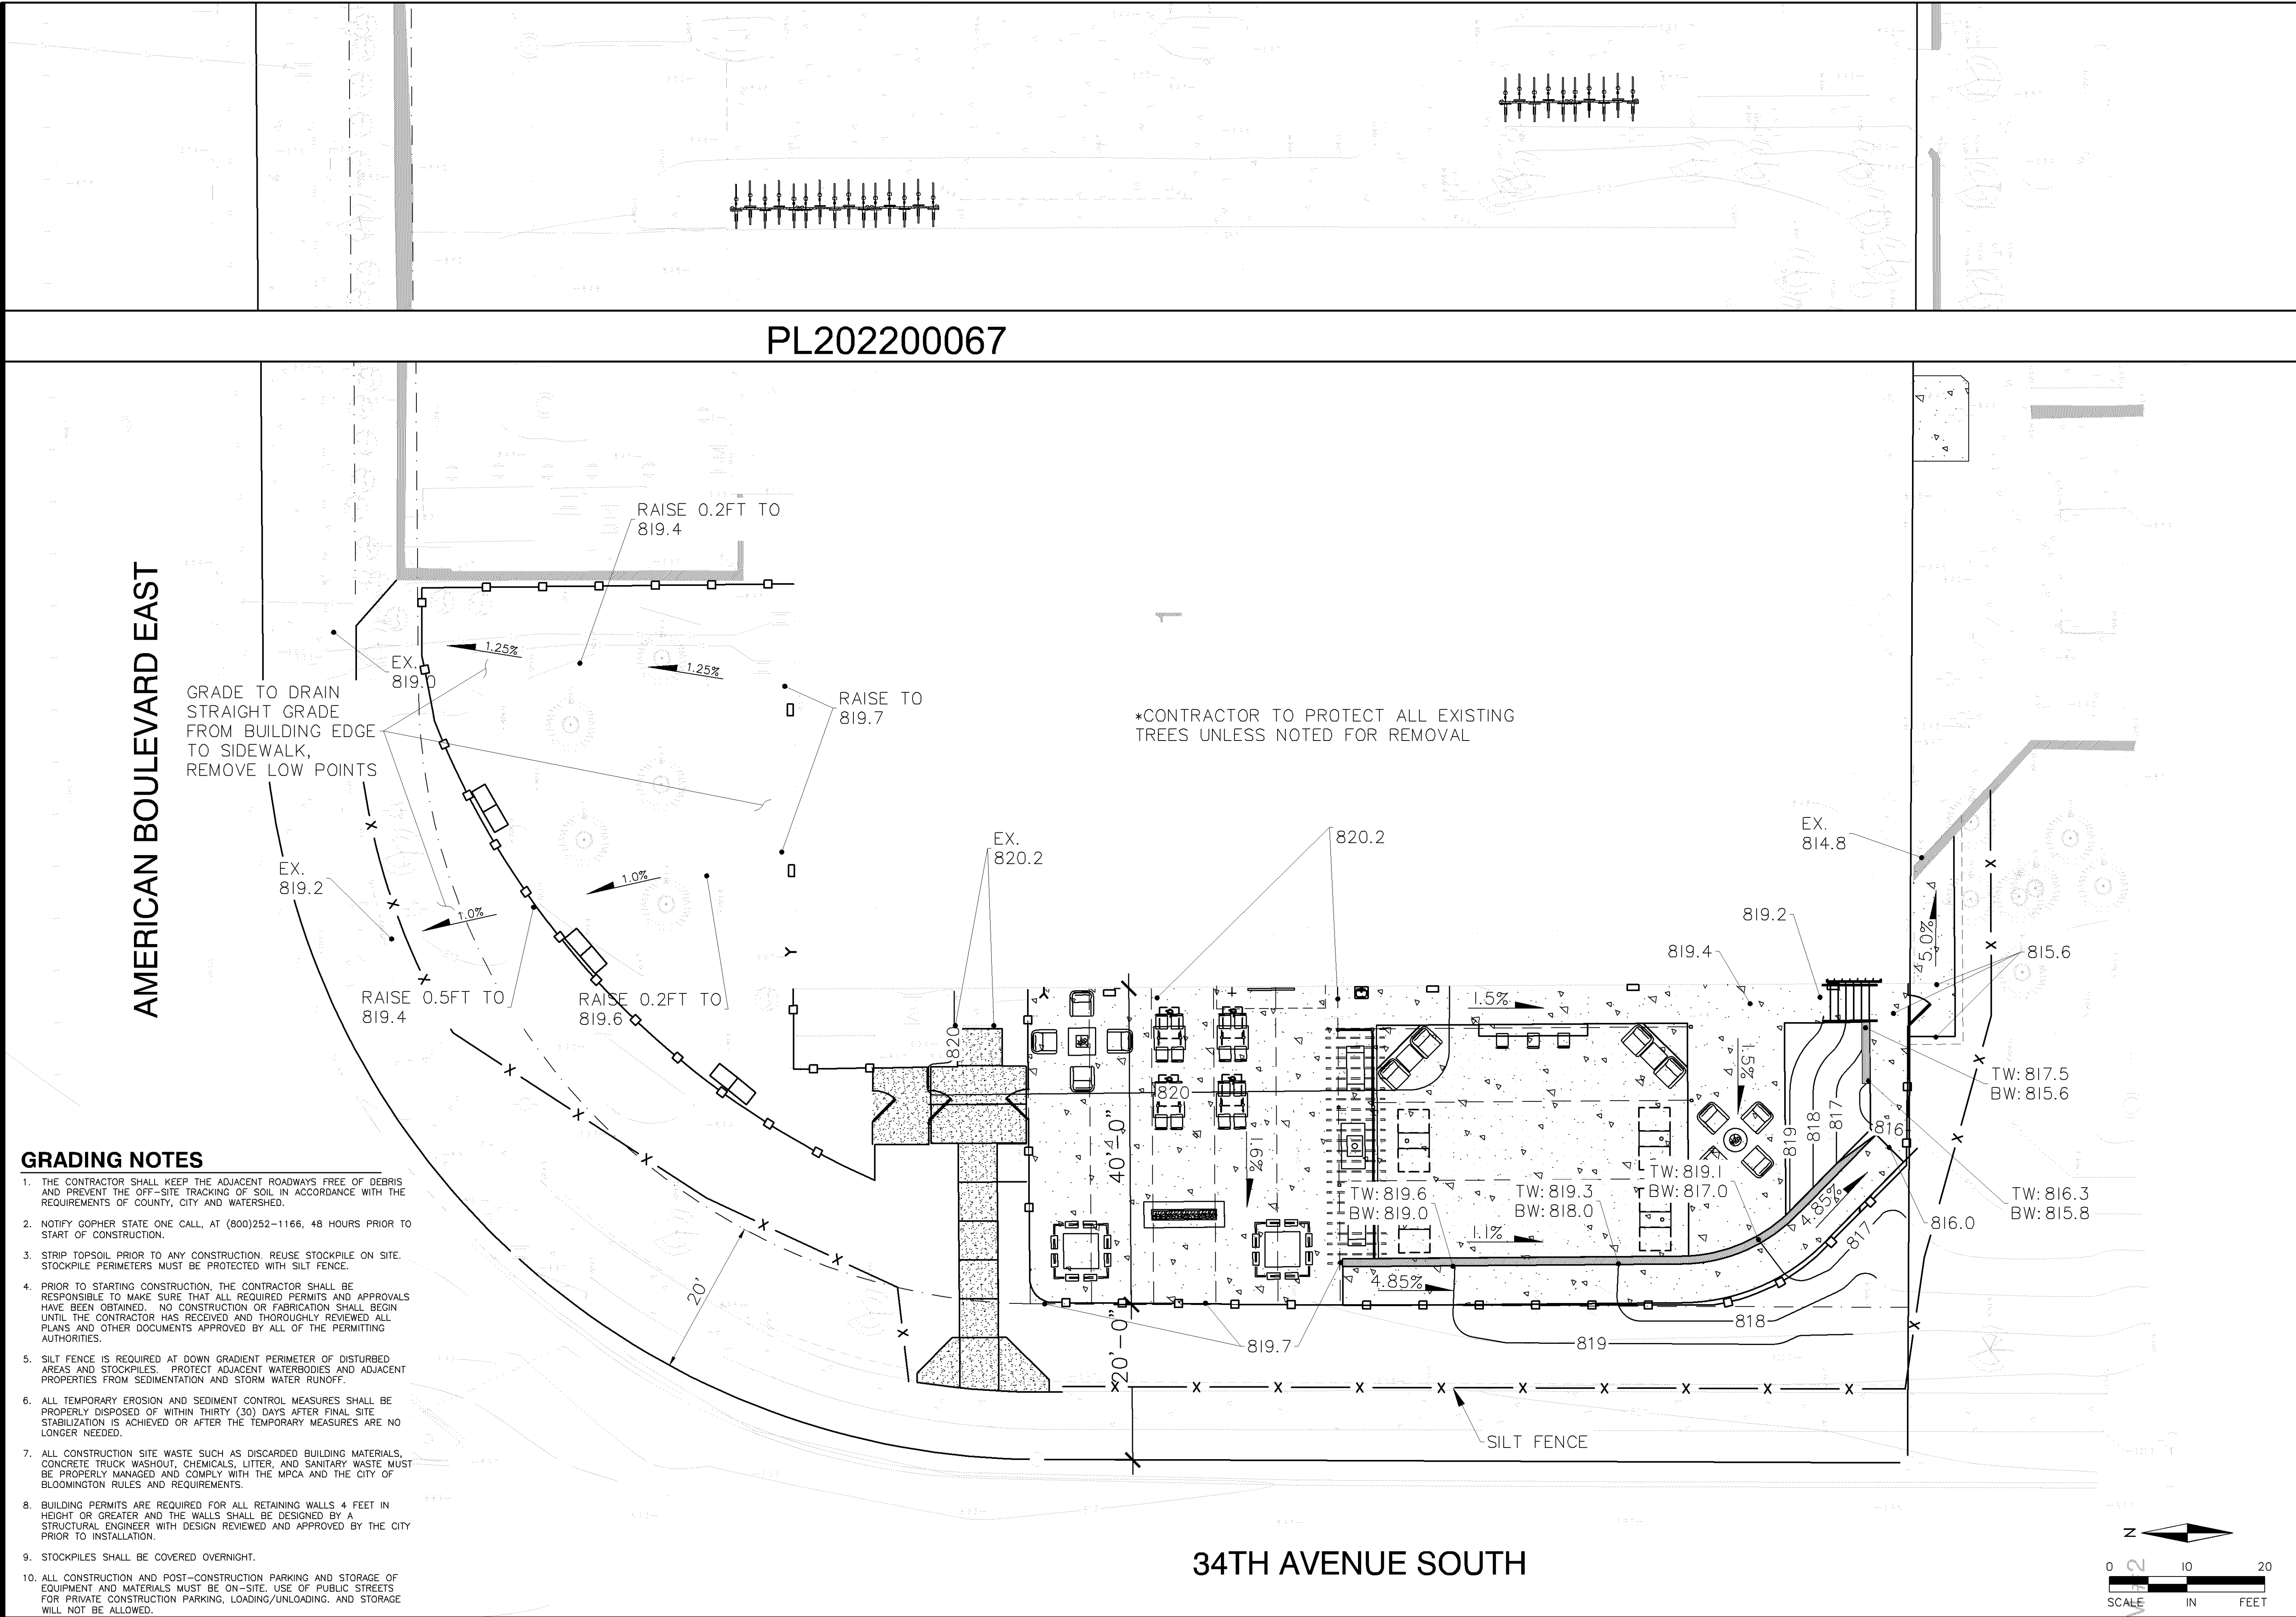 PL202200067
RAISE 0.2FT TO
819.4
AMERICAN BOULEVARD EAST
1.25%
1.25%
EX.
819.0
GRADE TO DRAIN
STRAIGHT GRADE
FROM BUILDING EDGE
TO SIDEWALK,
REMOVE LOW POINTS
RAISE TO
819.7
1
*CONTRACTOR TO PROTECT ALL EXISTING
TREES UNLESS NOTED FOR REMOVAL
EX.
820.2
820.2
EX.
814.8
EX.
819.2
1.0%
1.0%
819.2
819.4
5.0%
815.6
RAISE 0.5FT TO
819.4
RAISE 0.2FT TO
819.6
1.5%
820
820
1.5%
TW: 817.5
BW: 815.6
819
818
817
816
40'-0"
1.6%
TW: 819.6
BW: 819.0
TW: 819.3
BW: 818.0
TW: 819.1
BW: 817.0
TW: 816.3
BW: 815.8
816.0
4.85%
817
1.1%
4.85%
20'
20'-0"
819.7
819
818
SILT FENCE
GRADING NOTES
1. THE CONTRACTOR SHALL KEEP THE ADJACENT ROADWAYS FREE OF DEBRIS
AND PREVENT THE OFF-SITE TRACKING OF SOIL IN ACCORDANCE WITH THE
REQUIREMENTS OF COUNTY, CITY AND WATERSHED.
2. NOTIFY GOPHER STATE ONE CALL, AT (800)252-1166, 48 HOURS PRIOR TO
START OF CONSTRUCTION.
3. STRIP TOPSOIL PRIOR TO ANY CONSTRUCTION. REUSE STOCKPILE ON SITE.
STOCKPILE PERIMETERS MUST BE PROTECTED WITH SILT FENCE.
4. PRIOR TO STARTING CONSTRUCTION, THE CONTRACTOR SHALL BE
RESPONSIBLE TO MAKE SURE THAT ALL REQUIRED PERMITS AND APPROVALS
HAVE BEEN OBTAINED. NO CONSTRUCTION OR FABRICATION SHALL BEGIN
UNTIL THE CONTRACTOR HAS RECEIVED AND THOROUGHLY REVIEWED ALL
PLANS AND OTHER DOCUMENTS APPROVED BY ALL OF THE PERMITTING
AUTHORITIES.
5. SILT FENCE IS REQUIRED AT DOWN GRADIENT PERIMETER OF DISTURBED
AREAS AND STOCKPILES. PROTECT ADJACENT WATERBODIES AND ADJACENT
PROPERTIES FROM SEDIMENTATION AND STORM WATER RUNOFF.
6. ALL TEMPORARY EROSION AND SEDIMENT CONTROL MEASURES SHALL BE
PROPERLY DISPOSED OF WITHIN THIRTY (30) DAYS AFTER FINAL SITE
STABILIZATION IS ACHIEVED OR AFTER THE TEMPORARY MEASURES ARE NO
LONGER NEEDED.
7. ALL CONSTRUCTION SITE WASTE SUCH AS DISCARDED BUILDING MATERIALS,
CONCRETE TRUCK WASHOUT, CHEMICALS, LITTER, AND SANITARY WASTE MUST
BE PROPERLY MANAGED AND COMPLY WITH THE MPCA AND THE CITY OF
BLOOMINGTON RULES AND REQUIREMENTS.
8. BUILDING PERMITS ARE REQUIRED FOR ALL RETAINING WALLS 4 FEET IN
HEIGHT OR GREATER AND THE WALLS SHALL BE DESIGNED BY A
STRUCTURAL ENGINEER WITH DESIGN REVIEWED AND APPROVED BY THE CITY
PRIOR TO INSTALLATION.
9. STOCKPILES SHALL BE COVERED OVERNIGHT.
10. ALL CONSTRUCTION AND POST-CONSTRUCTION PARKING AND STORAGE OF
EQUIPMENT AND MATERIALS MUST BE ON-SITE. USE OF PUBLIC STREETS
FOR PRIVATE CONSTRUCTION PARKING, LOADING/UNLOADING. AND STORAGE
WILL NOT BE ALLOWED.
34TH AVENUE SOUTH
N
0 10 20
SCALE IN FEET